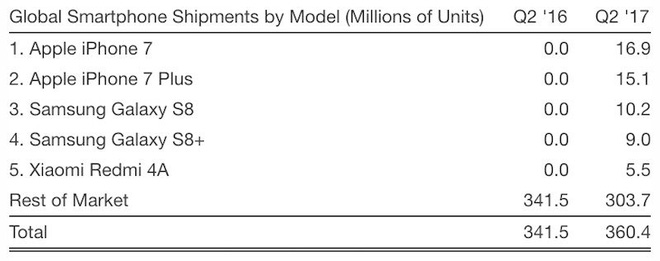 Global Smartphone Shipments by Model (Millions of Units) Q2 '16 Q2 '17
1. Apple iPhone 7 0.0 16.9
2. Apple iPhone 7 Plus 0.0 15.1
3. Samsung Galaxy S8 0.0 10.2
4. Samsung Galaxy S8+ 0.0 9.0
5. Xiaomi Redmi 4A 0.0 5.5
Rest of Market 341.5 303.7
Total 341.5 360.4